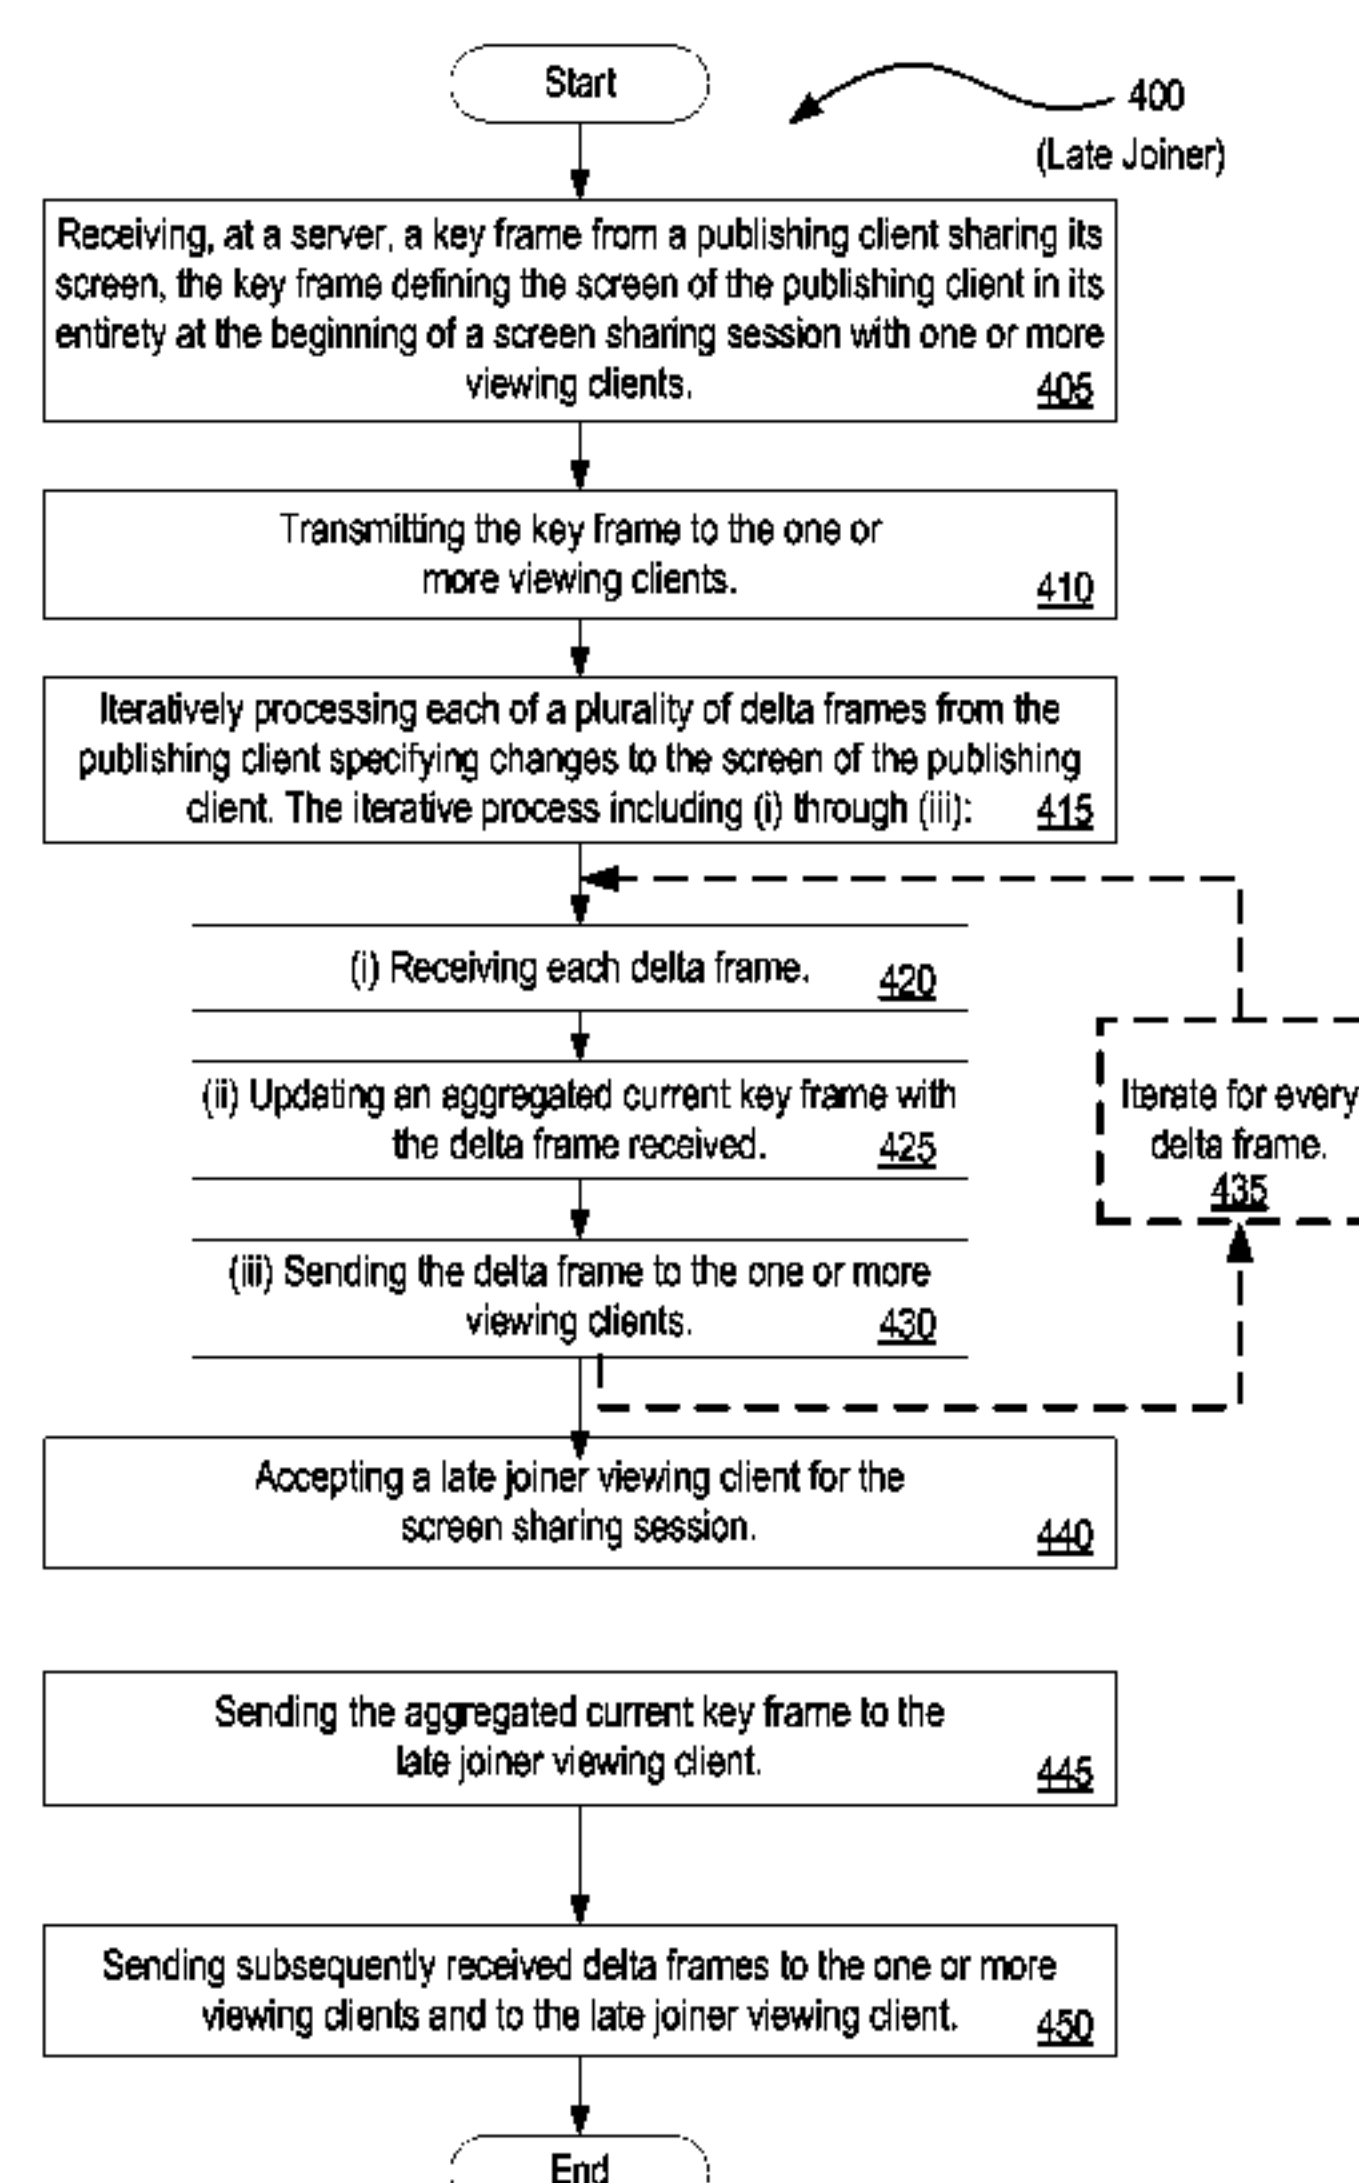 Start
400
(Late Joiner)
Receiving, at a server, a key frame from a publishing client sharing its
screen, the key frame defining the screen of the publishing client in its
entirety at the beginning of a screen sharing session with one or more
viewing clients.
405
Transmitting the key frame to the one or
more viewing clients.
410
Iteratively processing each of a plurality of delta frames from the
publishing client specifying changes to the screen of the publishing
client. The iterative process including (i) through (iii):
415
(i) Receiving each delta frame.
420
(ii) Updating an aggregated current key frame with
the delta frame received.
425
Iterate for every
delta frame.
435
(iii) Sending the delta frame to the one or more
viewing clients.
430
Accepting a late joiner viewing client for the
screen sharing session.
440
Sending the aggregated current key frame to the
late joiner viewing client.
445
Sending subsequently received delta frames to the one or more
viewing clients and to the late joiner viewing client.
450
End